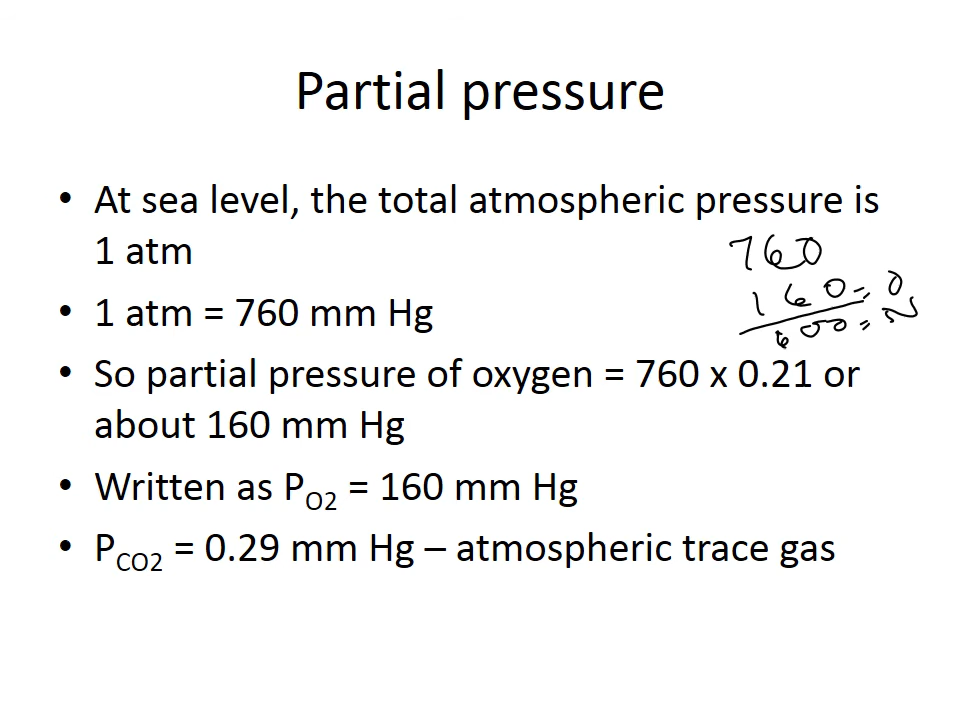 Partial pressure
• At sea level, the total atmospheric pressure is
1 atm
760
• 1 atm = 760 mm Hg
160 = O
600 = N
• So partial pressure of oxygen = 760 x 0.21 or
about 160 mm Hg
• Written as PO2 = 160 mm Hg
• PCO2 = 0.29 mm Hg – atmospheric trace gas